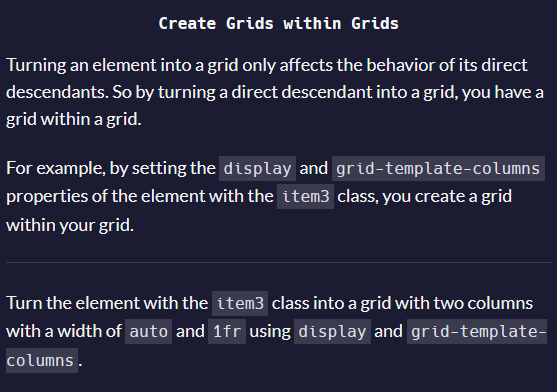 Create Grids within Grids
Turning an element into a grid only affects the behavior of its direct
descendants. So by turning a direct descendant into a grid, you have a
grid within a grid.
For example, by setting the display and grid-template-columns
properties of the element with the item3 class, you create a grid
within your grid.
Turn the element with the item3 class into a grid with two columns
with a width of auto and 1fr using display and grid-template-
columns.